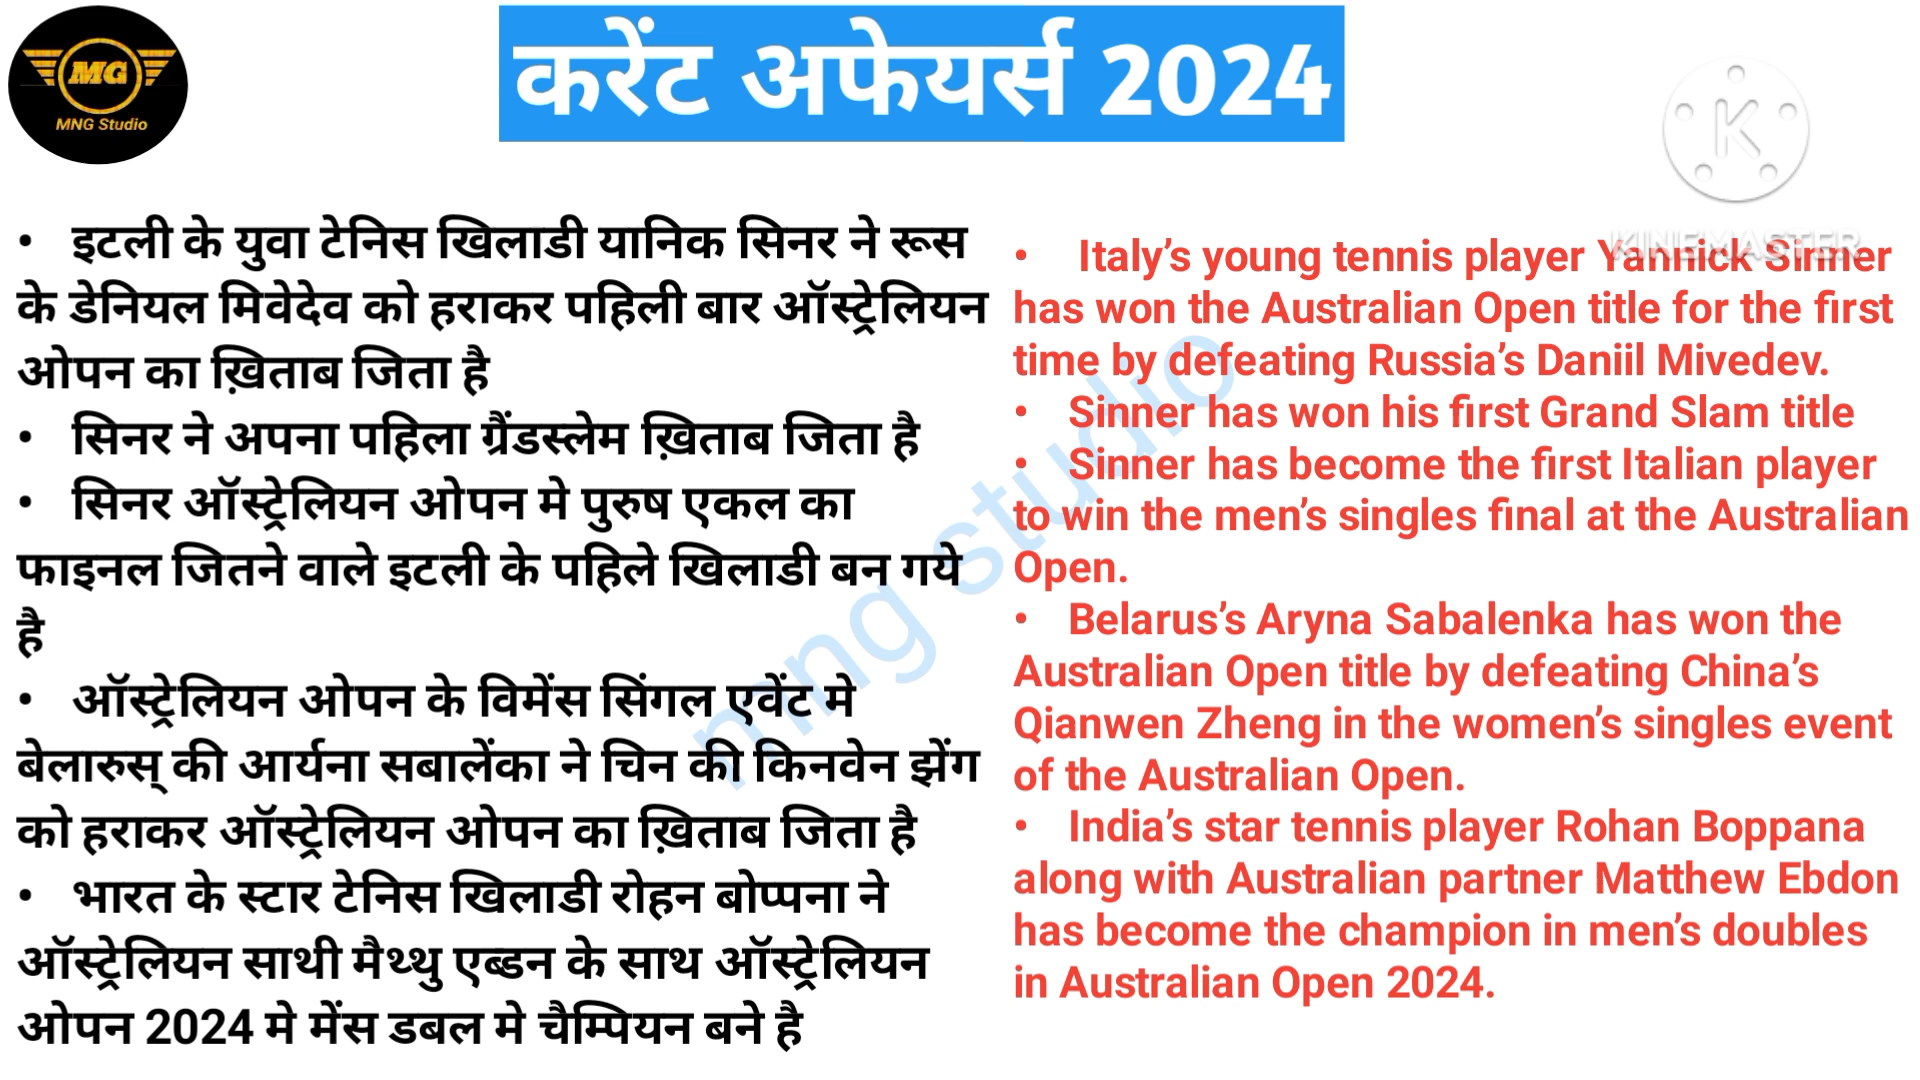 MG
MNG Studio
करेंट अफेयर्स 2024
K
KINEMASTER
• इटली के युवा टेनिस खिलाडी यानिक सिनर ने रूस
के डेनियल मिवेदेव को हराकर पहिली बार ऑस्ट्रेलियन
ओपन का ख़िताब जिता है
• सिनर ने अपना पहिला ग्रैंडस्लेम ख़िताब जिता है
• सिनर ऑस्ट्रेलियन ओपन मे पुरुष एकल का
फाइनल जितने वाले इटली के पहिले खिलाडी बन गये
है
• ऑस्ट्रेलियन ओपन के विमेंस सिंगल एवेंट मे
बेलारुस् की आर्यना सबालेंका ने चिन की किनवेन झेंग
को हराकर ऑस्ट्रेलियन ओपन का ख़िताब जिता है
• भारत के स्टार टेनिस खिलाडी रोहन बोप्पना ने
ऑस्ट्रेलियन साथी मैथ्थु एब्डन के साथ ऑस्ट्रेलियन
ओपन 2024 मे मेंस डबल मे चैम्पियन बने है
• Italy’s young tennis player Yannick Sinner
has won the Australian Open title for the first
time by defeating Russia’s Daniil Mivedev.
• Sinner has won his first Grand Slam title
• Sinner has become the first Italian player
to win the men’s singles final at the Australian
Open.
• Belarus’s Aryna Sabalenka has won the
Australian Open title by defeating China’s
Qianwen Zheng in the women’s singles event
of the Australian Open.
• India’s star tennis player Rohan Boppana
along with Australian partner Matthew Ebdon
has become the champion in men’s doubles
in Australian Open 2024.
mng studio